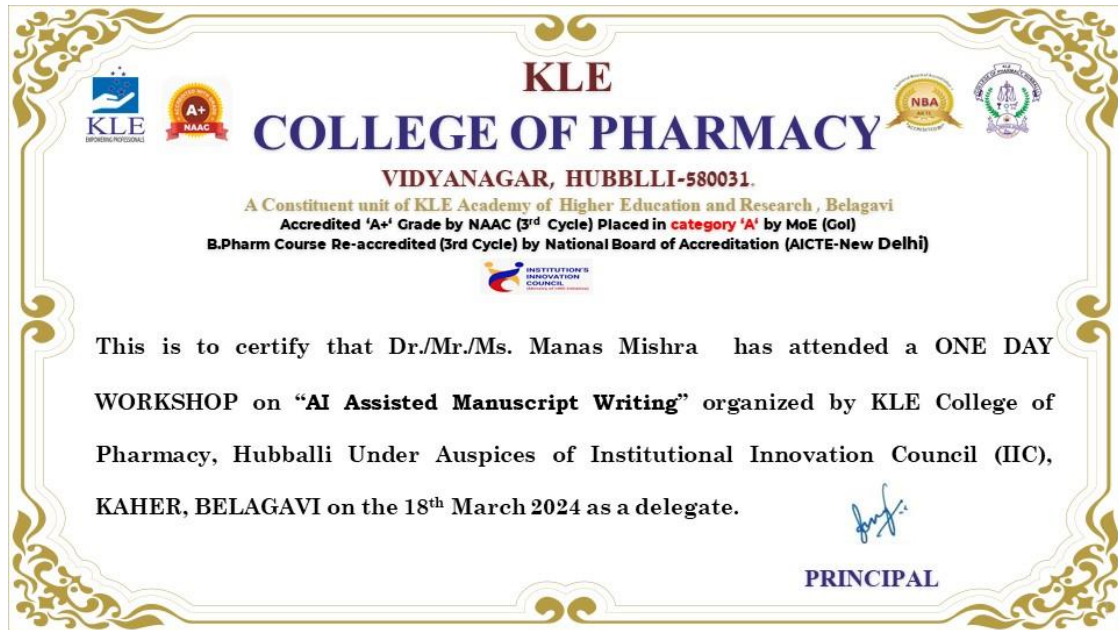 KLE
COLLEGE OF PHARMACY
KLE
EMPOWERING PROFESSIONALS
A+
NAAC
NBA
VIDYANAGAR, HUBBLLI-580031.
A Constituent unit of KLE Academy of Higher Education and Research , Belagavi
Accredited ‘A+‘ Grade by NAAC (3rd Cycle) Placed in category ‘A‘ by MoE (GoI)
B.Pharm Course Re-accredited (3rd Cycle) by National Board of Accreditation (AICTE-New Delhi)
INSTITUTION'S
INNOVATION
COUNCIL
This is to certify that Dr./Mr./Ms. Manas Mishra has attended a ONE DAY
WORKSHOP on “AI Assisted Manuscript Writing” organized by KLE College of
Pharmacy, Hubballi Under Auspices of Institutional Innovation Council (IIC),
KAHER, BELAGAVI on the 18th March 2024 as a delegate.
PRINCIPAL